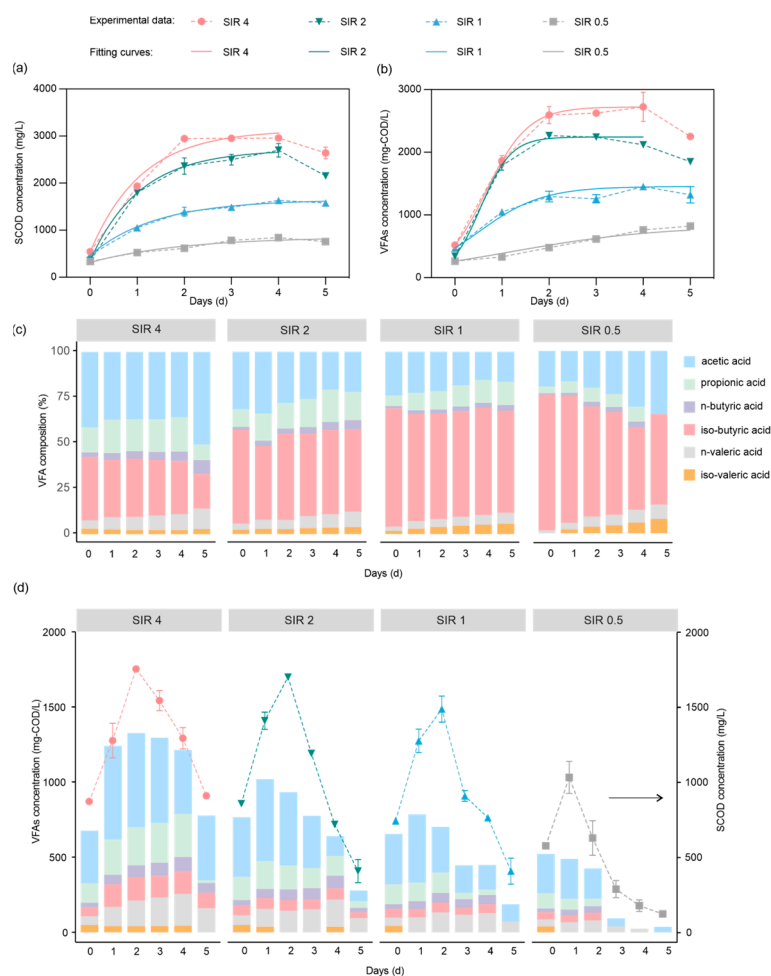 Experimental data: SIR 4 SIR 2 SIR 1 SIR 0.5
Fitting curves: SIR 4 SIR 2 SIR 1 SIR 0.5
(a)
SCOD concentration (mg/L)
4000
3000
2000
1000
0
0 1 2 3 4 5
Days (d)
(b)
VFAs concentration (mg-COD/L)
3000
2000
1000
0
0 1 2 3 4 5
Days (d)
(c)
SIR 4 SIR 2 SIR 1 SIR 0.5
VFA composition (%)
100
75
50
25
0
0 1 2 3 4 5 0 1 2 3 4 5 0 1 2 3 4 5 0 1 2 3 4 5
Days (d)
acetic acid
propionic acid
n-butyric acid
iso-butyric acid
n-valeric acid
iso-valeric acid
(d)
SIR 4 SIR 2 SIR 1 SIR 0.5
VFAs concentration (mg-COD/L)
2000
1500
1000
500
0
2000
1500
1000
500
0
SCOD concentration (mg/L)
0 1 2 3 4 5 0 1 2 3 4 5 0 1 2 3 4 5 0 1 2 3 4 5
Days (d)